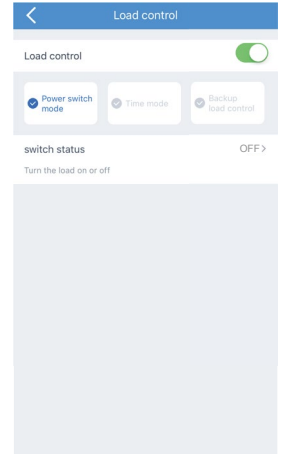 Load control
Load control
Power switch
mode
Time mode
Backup
load control
switch status
OFF>
Turn the load on or off